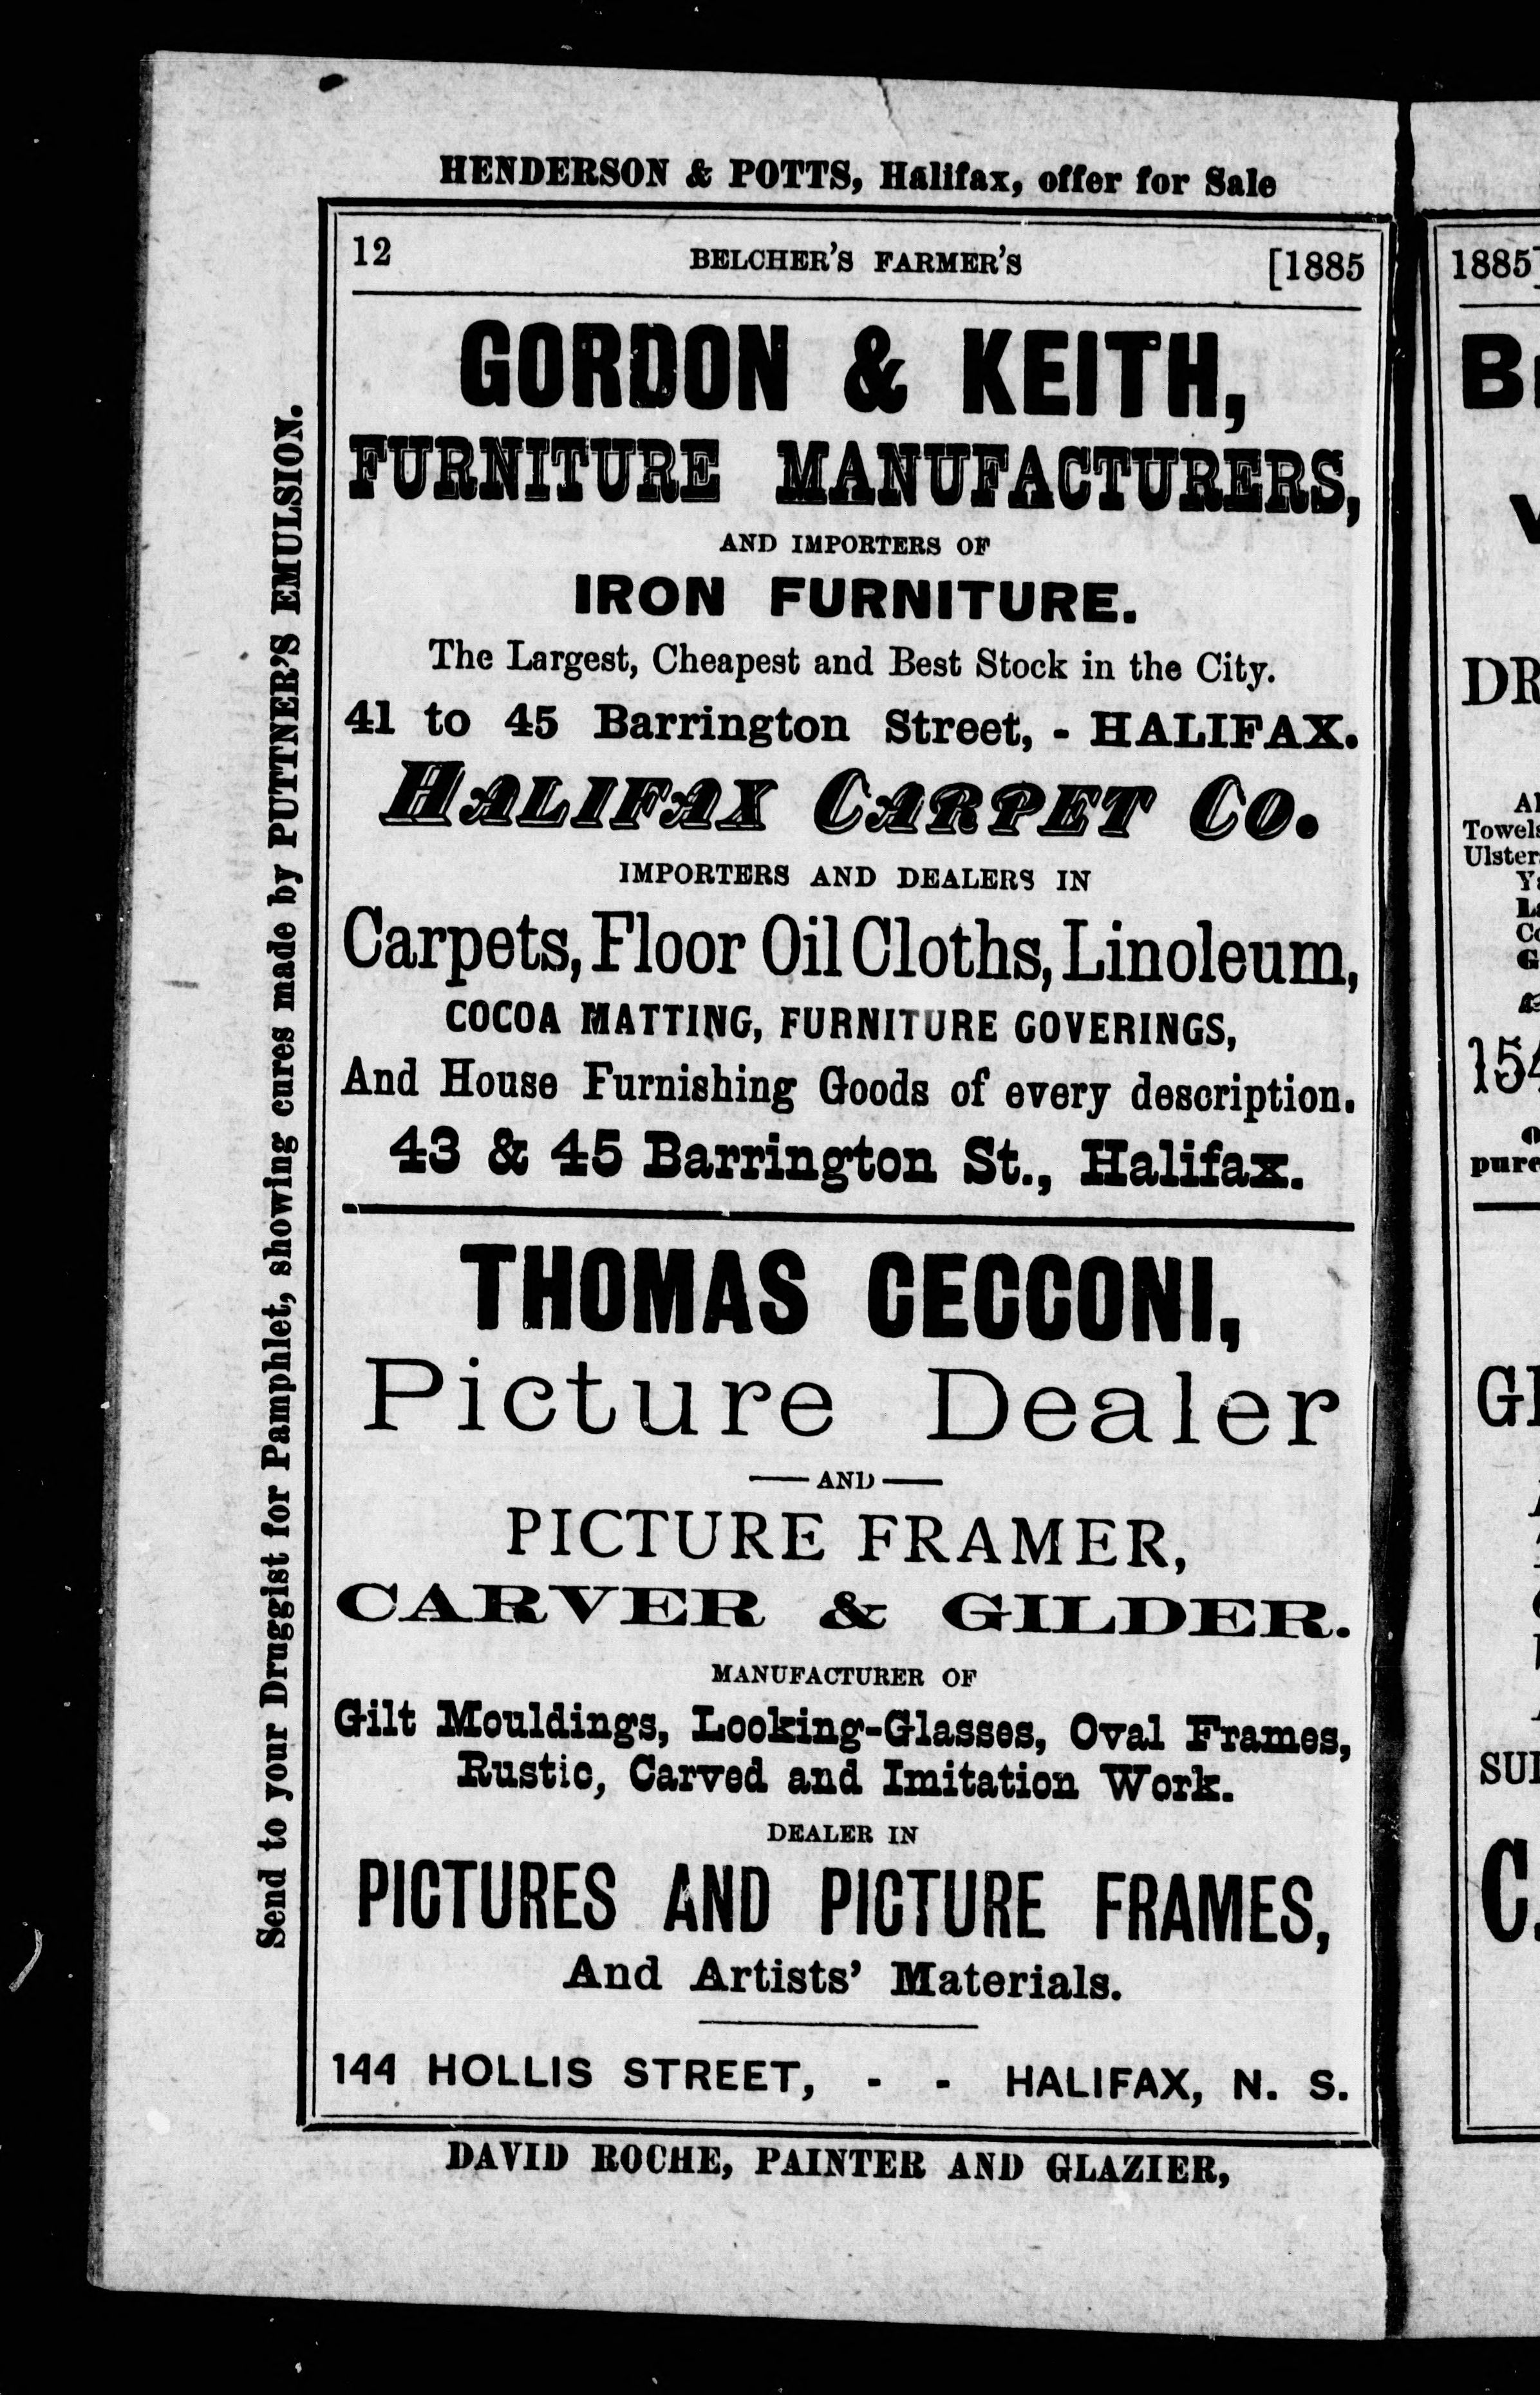 HENDERSON & POTTS, Halifax, offer for Sale
12 BELCHER'S FARMER'S [1885
GORDON & KEITH,
FURNITURE MANUFACTURERS,
AND IMPORTERS OF
IRON FURNITURE.
The Largest, Cheapest and Best Stock in the City.
41 to 45 Barrington Street, - HALIFAX.
HALIFAX CARPET CO.
IMPORTERS AND DEALERS IN
Carpets, Floor Oil Cloths, Linoleum,
COCOA MATTING, FURNITURE COVERINGS,
And House Furnishing Goods of every description.
43 & 45 Barrington St., Halifax.
THOMAS CECCONI,
Picture Dealer
— AND —
PICTURE FRAMER,
CARVER & GILDER.
MANUFACTURER OF
Gilt Mouldings, Looking-Glasses, Oval Frames,
Rustic, Carved and Imitation Work.
DEALER IN
PICTURES AND PICTURE FRAMES,
And Artists' Materials.
144 HOLLIS STREET, - - HALIFAX, N. S.
DAVID ROCHE, PAINTER AND GLAZIER,
Send to your Druggist for Pamphlet, showing cures made by PUTTNER'S EMULSION.
1885]